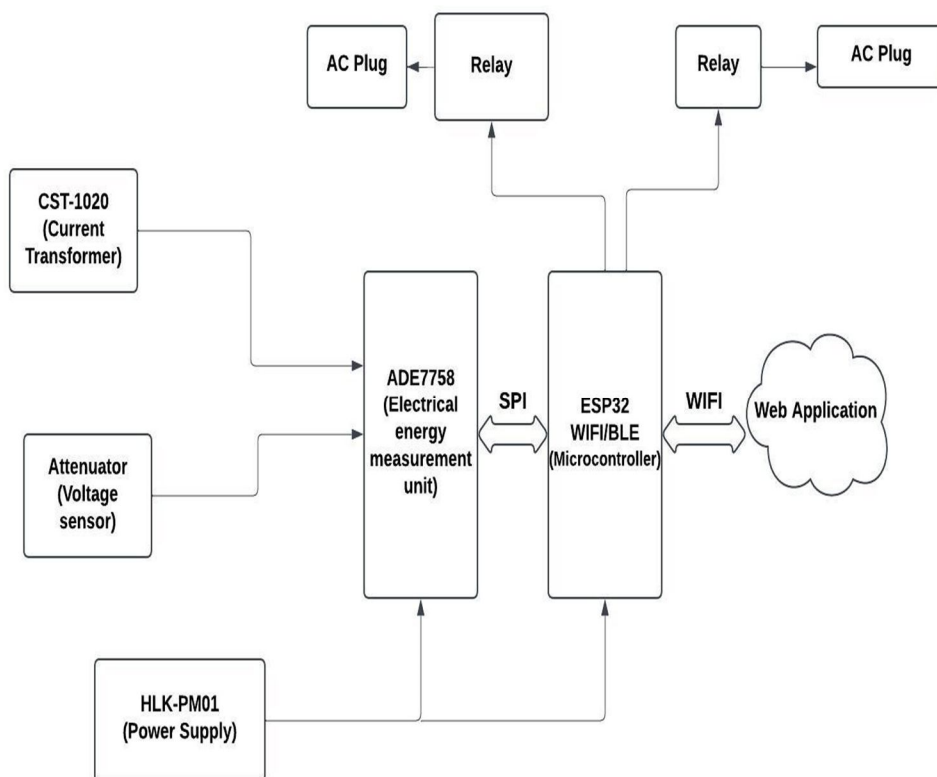 AC Plug
Relay
Relay
AC Plug
CST-1020
(Current
Transformer)
ADE7758
(Electrical
energy
measurement
unit)
SPI
ESP32
WIFI/BLE
(Microcontroller)
WIFI
Web Application
Attenuator
(Voltage
sensor)
HLK-PM01
(Power Supply)